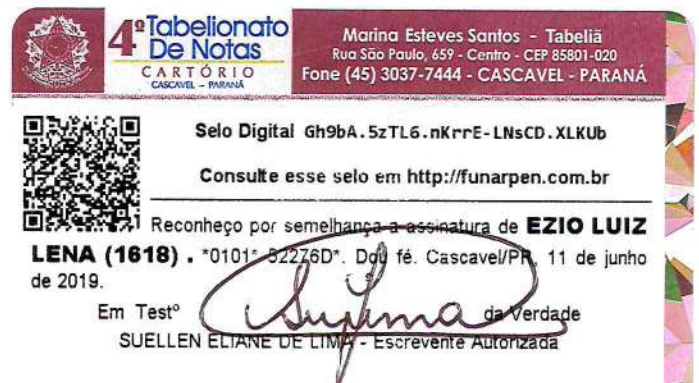 4º Tabelionato
De Notas
CARTÓRIO
CASCAVEL - PARANÁ
Marina Esteves Santos - Tabeliã
Rua São Paulo, 659 - Centro - CEP 85801-020
Fone (45) 3037-7444 - CASCAVEL - PARANÁ
Selo Digital Gh9bA.5zTL6.nKrrE-LNsCD.XLKUb
Consulte esse selo em http://funarpen.com.br
Reconheço por semelhança a assinatura de EZIO LUIZ
LENA (1618) . *0101* 52276D*. Dou fé. Cascavel/PR, 11 de junho
de 2019.
Em Testº da Verdade
SUELLEN ELIANE DE LIMA - Escrevente Autorizada